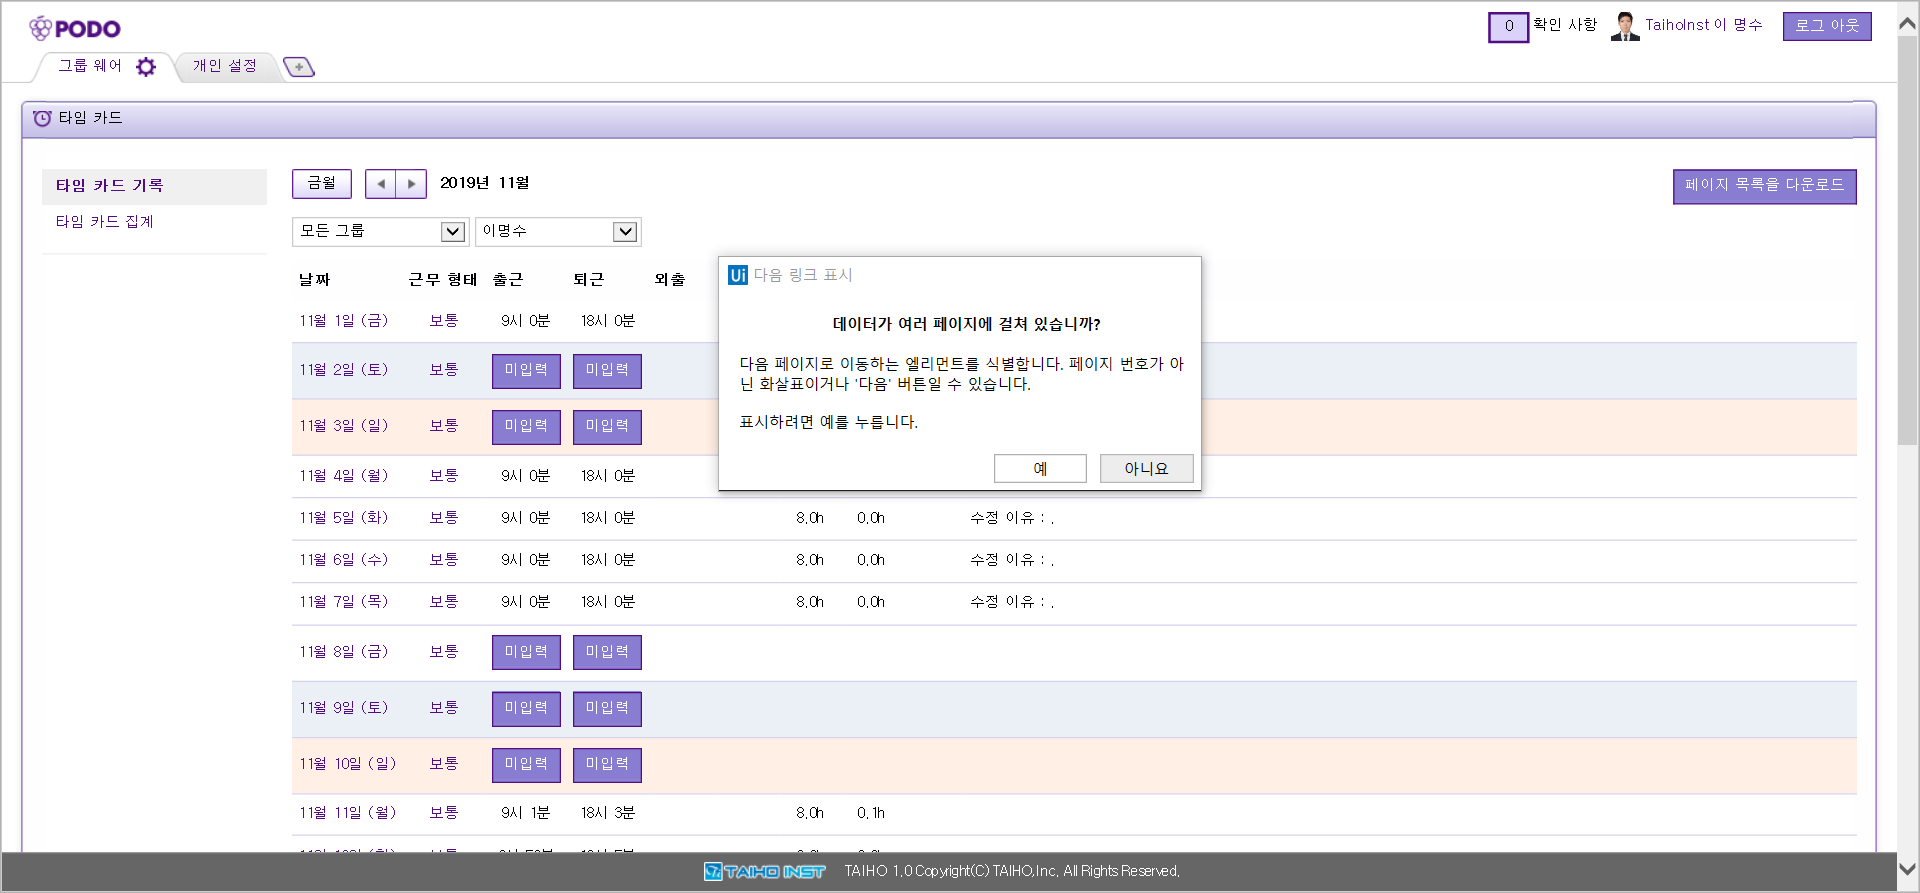 PODO
0 확인 사항 TaihoInst 이 명수 로그 아웃
그룹 웨어 개인 설정 +
타임 카드
타임 카드 기록
타임 카드 집계
금월 2019년 11월 페이지 목록을 다운로드
모든 그룹 이명수
날짜 근무 형태 출근 퇴근 외출
11월 1일 (금) 보통 9시 0분 18시 0분
11월 2일 (토) 보통 미입력 미입력
11월 3일 (일) 보통 미입력 미입력
11월 4일 (월) 보통 9시 0분 18시 0분
Ui 다음 링크 표시
데이터가 여러 페이지에 걸쳐 있습니까?
다음 페이지로 이동하는 엘리먼트를 식별합니다. 페이지 번호가 아
닌 화살표이거나 '다음' 버튼일 수 있습니다.
표시하려면 예를 누릅니다.
예 아니요
11월 5일 (화) 보통 9시 0분 18시 0분 8.0h 0.0h 수정 이유 : .
11월 6일 (수) 보통 9시 0분 18시 0분 8.0h 0.0h 수정 이유 : .
11월 7일 (목) 보통 9시 0분 18시 0분 8.0h 0.0h 수정 이유 : .
11월 8일 (금) 보통 미입력 미입력
11월 9일 (토) 보통 미입력 미입력
11월 10일 (일) 보통 미입력 미입력
11월 11일 (월) 보통 9시 1분 18시 3분 8.0h 0.1h
TAIHO INST TAIHO 1.0 Copyright(C) TAIHO,Inc. All Rights Reserved.